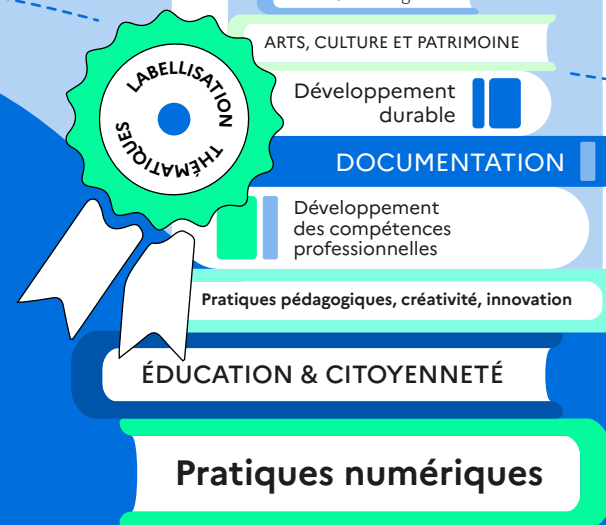 ARTS, CULTURE ET PATRIMOINE
LABELLISATION
THÉMATIQUES
Développement
durable
DOCUMENTATION
Développement
des compétences
professionnelles
Pratiques pédagogiques, créativité, innovation
ÉDUCATION & CITOYENNETÉ
Pratiques numériques